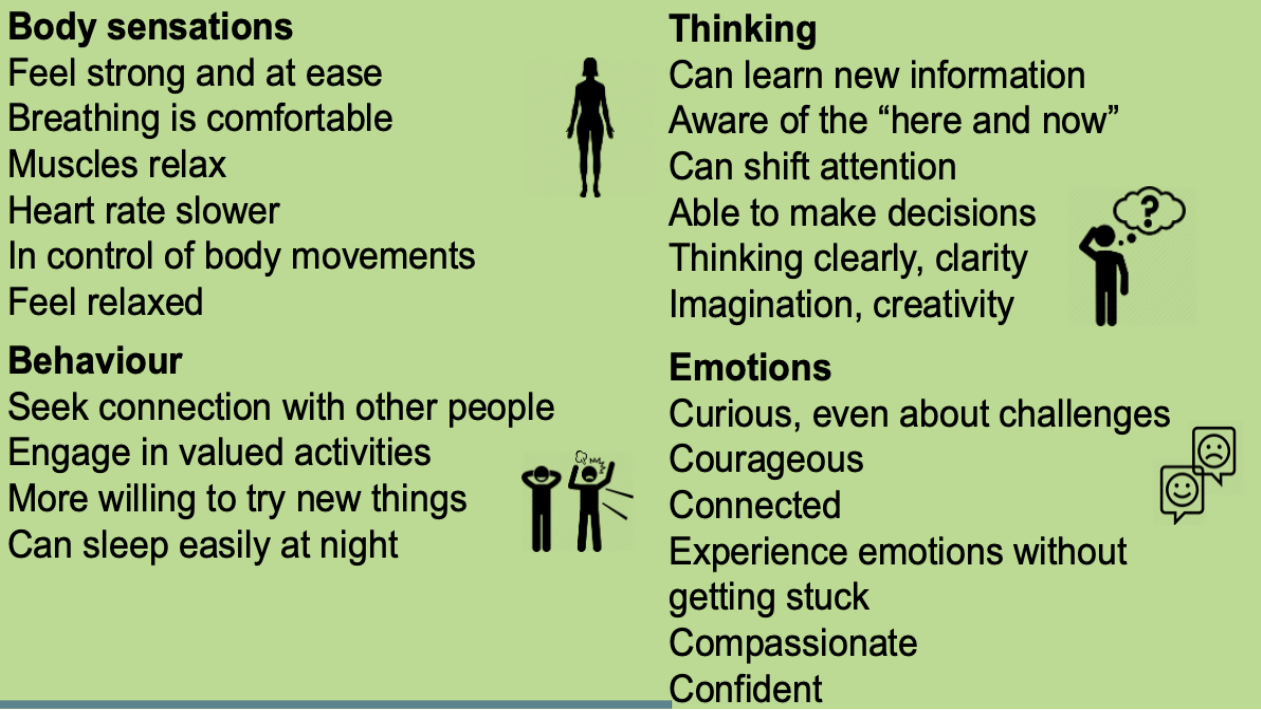 Body sensations
Feel strong and at ease
Breathing is comfortable
Muscles relax
Heart rate slower
In control of body movements
Feel relaxed
Behaviour
Seek connection with other people
Engage in valued activities
More willing to try new things
Can sleep easily at night
Thinking
Can learn new information
Aware of the “here and now”
Can shift attention
Able to make decisions
Thinking clearly, clarity
Imagination, creativity
?
Emotions
Curious, even about challenges
Courageous
Connected
Experience emotions without
getting stuck
Compassionate
Confident